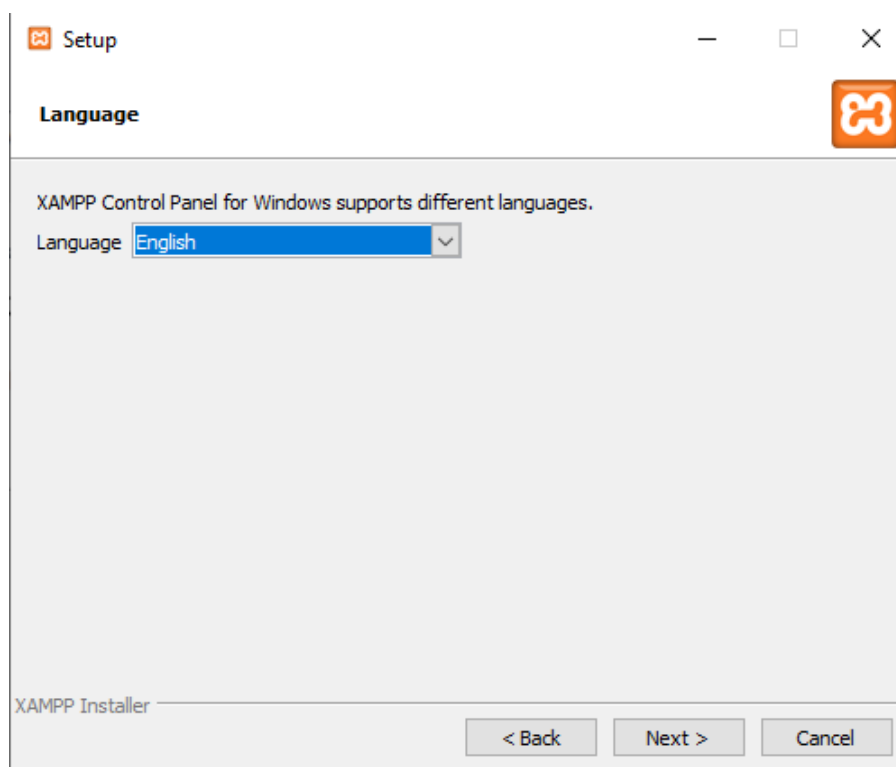 Setup
Language
XAMPP Control Panel for Windows supports different languages.
Language English
XAMPP Installer
< Back Next > Cancel